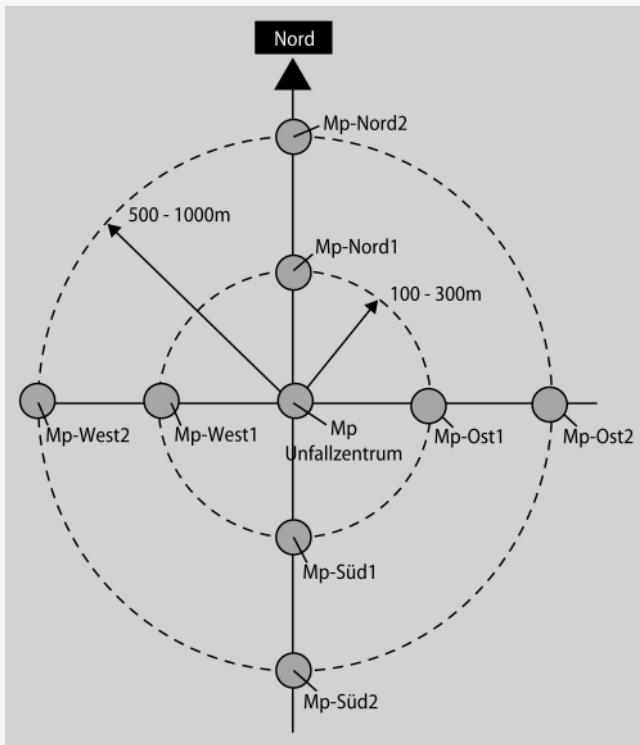 Nord
Mp-Nord2
500 - 1000m
Mp-Nord1
100 - 300m
Mp-West2
Mp-West1
Mp
Unfallzentrum
Mp-Ost1
Mp-Ost2
Mp-Süd1
Mp-Süd2